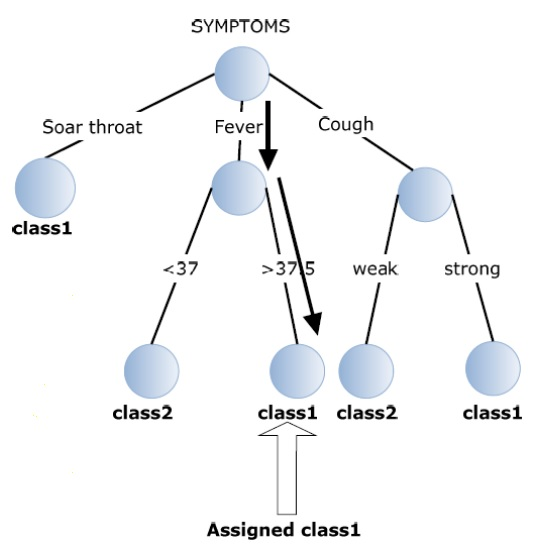 SYMPTOMS
Soar throat
Fever
Cough
class1
<37
>37.5
weak
strong
class2
class1
class2
class1
Assigned class1